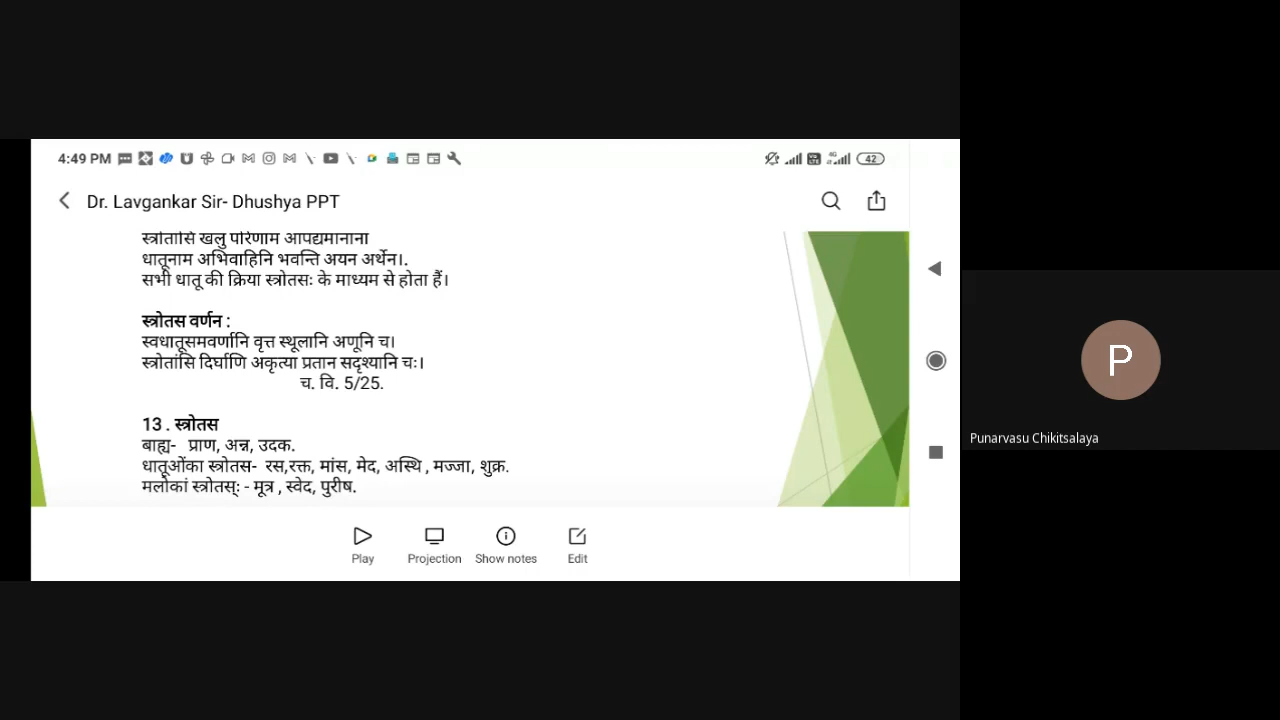 4:49 PM
42
Dr. Lavgankar Sir- Dhushya PPT
स्त्रोतांसि खलु परिणाम आपद्यमानानां
धातूनाम अभिवाहिनि भवन्ति अयन अर्थेन।.
सभी धातू की क्रिया स्त्रोतसः के माध्यम से होता हैं।
स्त्रोतस वर्णन :
स्वधातूसमवर्णानि वृत्त स्थूलानि अणूनि च।
स्त्रोतांसि दिर्घाणि अकृत्या प्रतान सदृश्यानि चः।
च. वि. 5/25.
13 . स्त्रोतस
बाह्य- प्राण, अन्न, उदक.
धातूओंका स्त्रोतस- रस,रक्त, मांस, मेद, अस्थि , मज्जा, शुक्र.
मलोकां स्त्रोतस्ः - मूत्र , स्वेद, पुरीष.
Play Projection Show notes Edit
P
Punarvasu Chikitsalaya